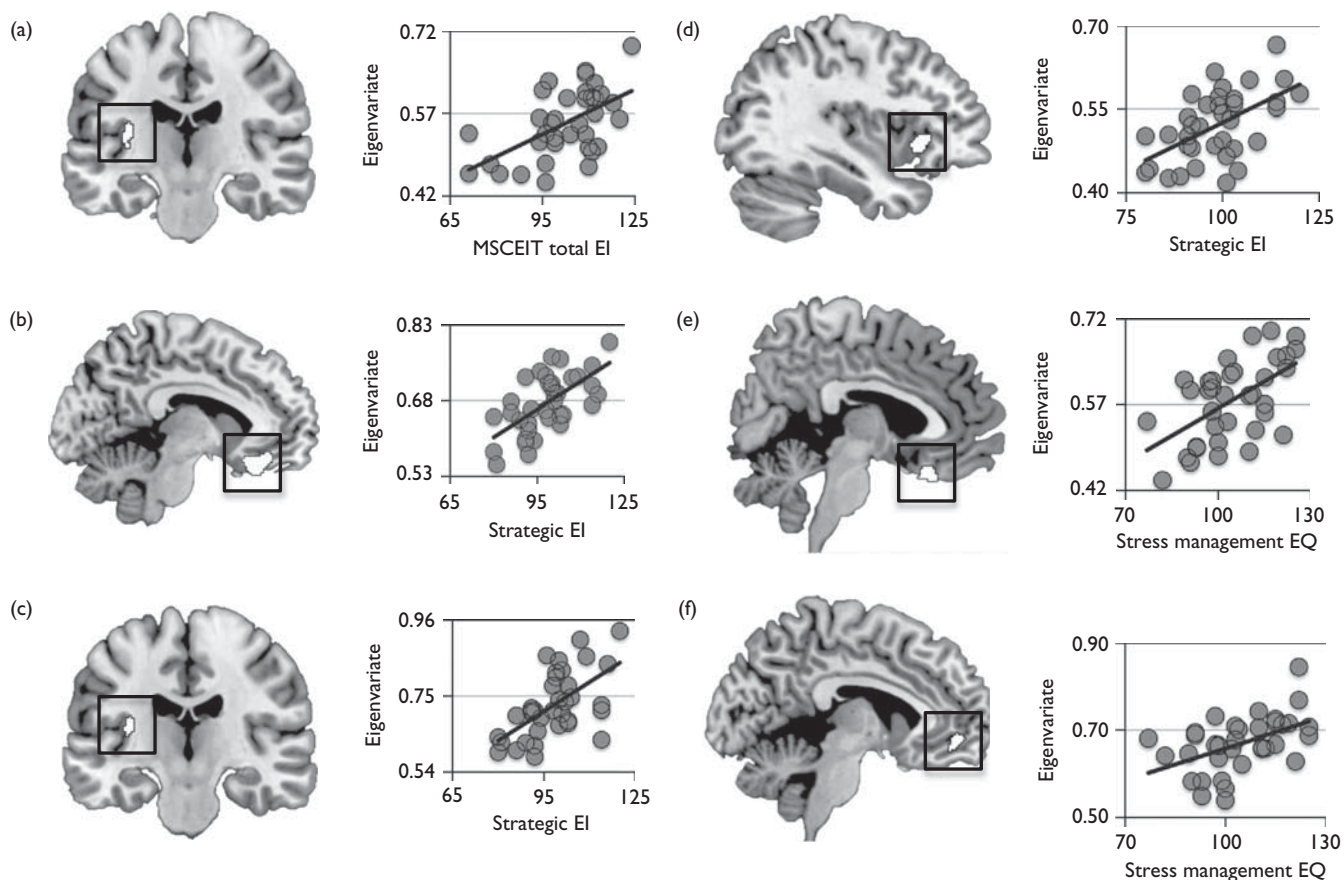 (a)
0.72
0.57
0.42
Eigenvariate
65
95
125
MSCEIT total EI
(b)
0.83
0.68
0.53
Eigenvariate
65
95
125
Strategic EI
(c)
0.96
0.75
0.54
Eigenvariate
65
95
125
Strategic EI
(d)
0.70
0.55
0.40
Eigenvariate
75
100
125
Strategic EI
(e)
0.72
0.57
0.42
Eigenvariate
70
100
130
Stress management EQ
(f)
0.90
0.70
0.50
Eigenvariate
70
100
130
Stress management EQ